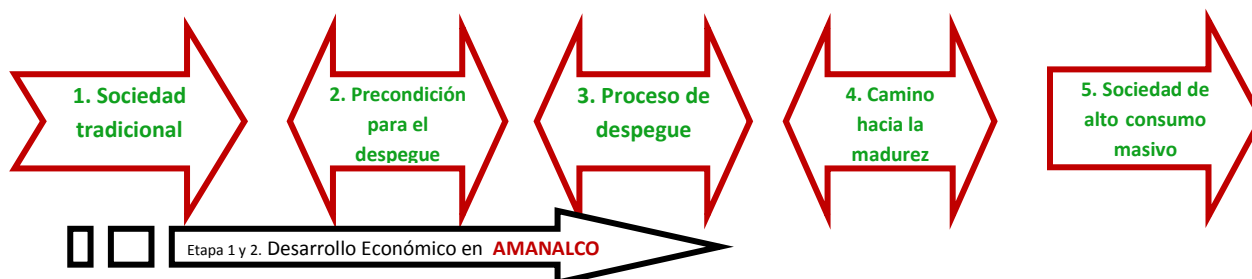 1. Sociedad
tradicional
2. Precondición
para el
despegue
3. Proceso de
despegue
4. Camino
hacia la
madurez
5. Sociedad de
alto consumo
masivo
Etapa 1 y 2. Desarrollo Económico en AMANALCO